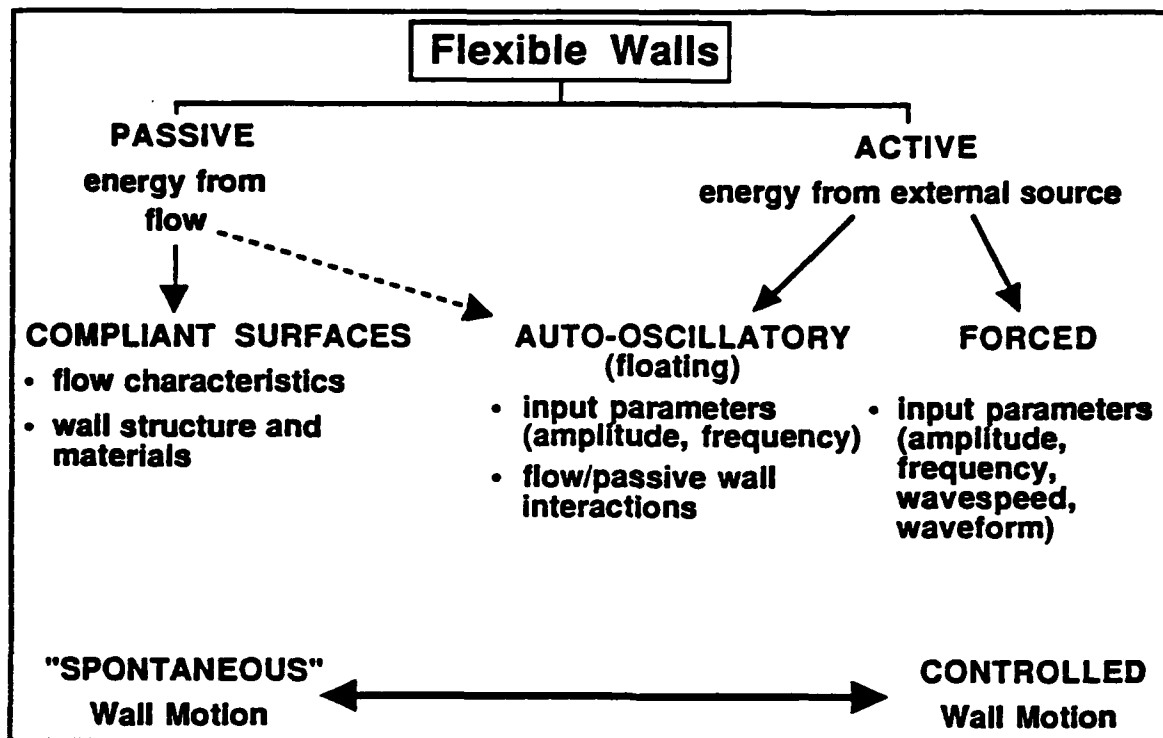 Flexible Walls
PASSIVE
energy from
flow
ACTIVE
energy from external source
COMPLIANT SURFACES
• flow characteristics
• wall structure and
materials
AUTO-OSCILLATORY
(floating)
• input parameters
(amplitude, frequency)
• flow/passive wall
interactions
FORCED
• input parameters
(amplitude,
frequency,
wavespeed,
waveform)
"SPONTANEOUS"
Wall Motion
CONTROLLED
Wall Motion